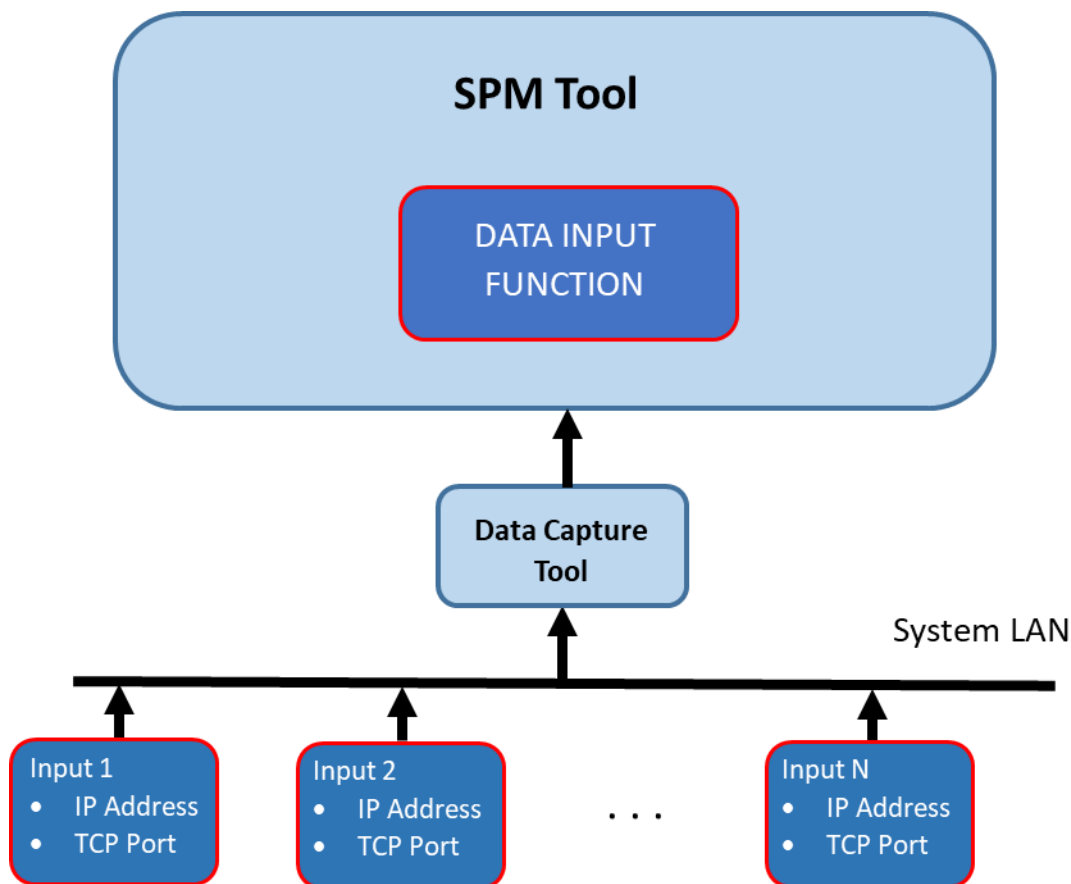 SPM Tool
DATA INPUT
FUNCTION
Data Capture
Tool
System LAN
Input 1
• IP Address
• TCP Port
Input 2
• IP Address
• TCP Port
. . .
Input N
• IP Address
• TCP Port